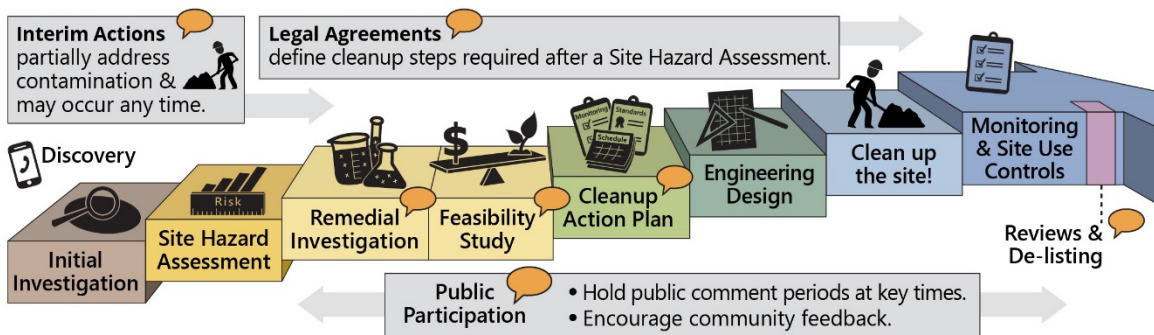 Interim Actions
partially address
contamination &
may occur any time.
Legal Agreements
define cleanup steps required after a Site Hazard Assessment.
Discovery
Initial
Investigation
Risk
Site Hazard
Assessment
Remedial
Investigation
$
Feasibility
Study
Monitoring
Standards
Schedule
Cleanup
Action Plan
Engineering
Design
Clean up
the site!
Monitoring
& Site Use
Controls
Reviews &
De-listing
Public
Participation
• Hold public comment periods at key times.
• Encourage community feedback.